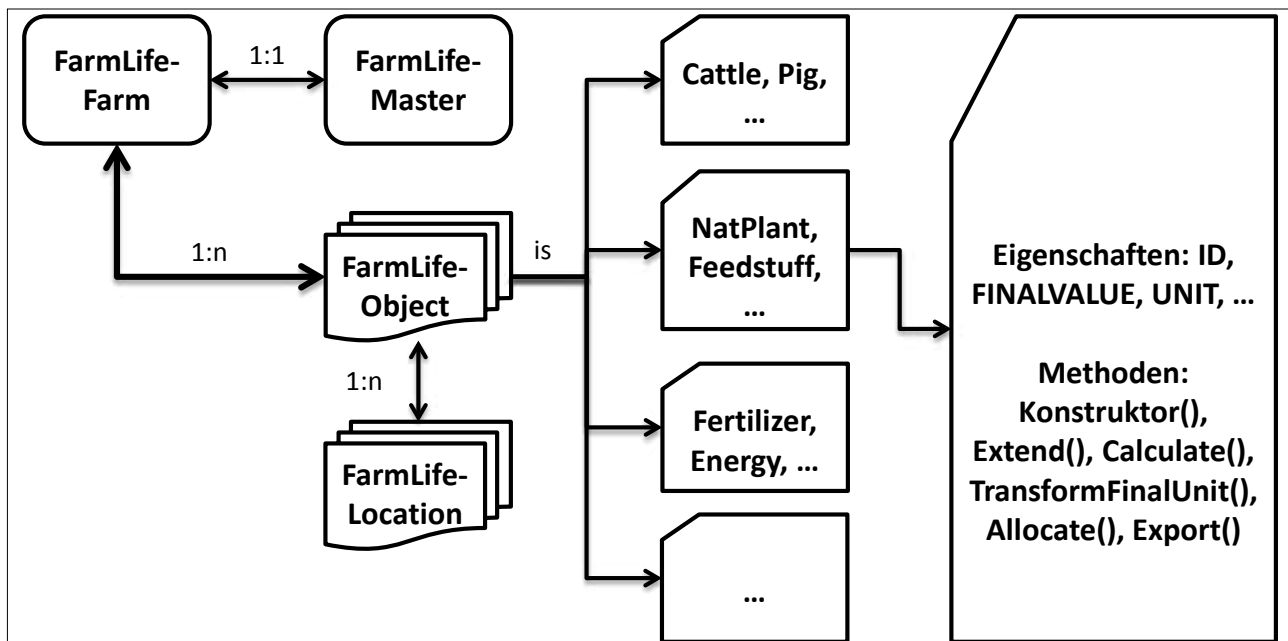 FarmLife-
Farm
1:1
FarmLife-
Master
1:n
FarmLife-
Object
is
1:n
FarmLife-
Location
Cattle, Pig,
...
NatPlant,
Feedstuff,
...
Fertilizer,
Energy, ...
...
Eigenschaften: ID,
FINALVALUE, UNIT, ...
Methoden:
Konstruktor(),
Extend(), Calculate(),
TransformFinalUnit(),
Allocate(), Export()